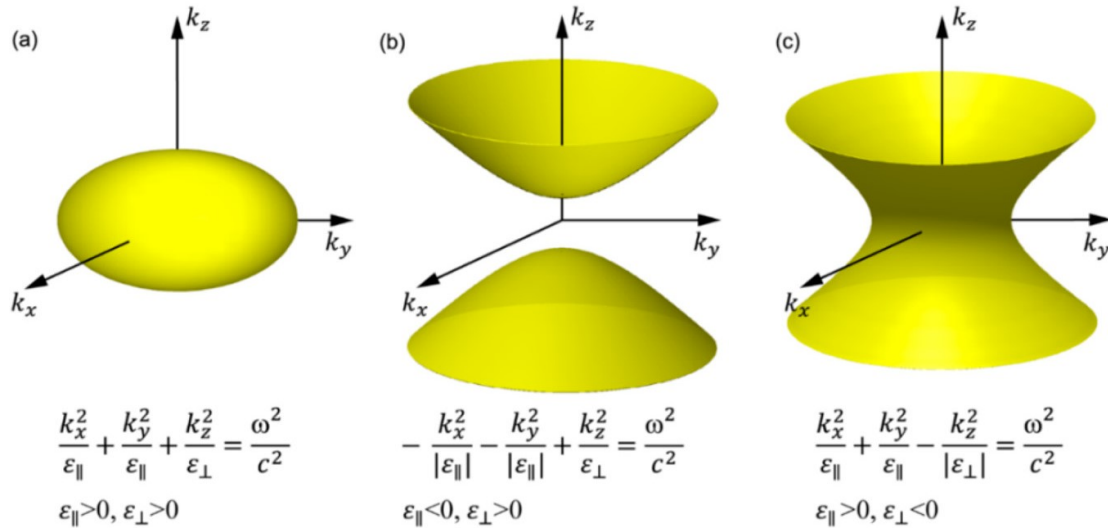 (a)
k_z
k_y
k_x
(b)
k_z
k_y
k_x
(c)
k_z
k_y
k_x
k_x^2/ε_∥ + k_y^2/ε_∥ + k_z^2/ε_⊥ = ω^2/c^2
ε_∥>0, ε_⊥>0
− k_x^2/|ε_∥| − k_y^2/|ε_∥| + k_z^2/ε_⊥ = ω^2/c^2
ε_∥<0, ε_⊥>0
k_x^2/ε_∥ + k_y^2/ε_∥ − k_z^2/|ε_⊥| = ω^2/c^2
ε_∥>0, ε_⊥<0